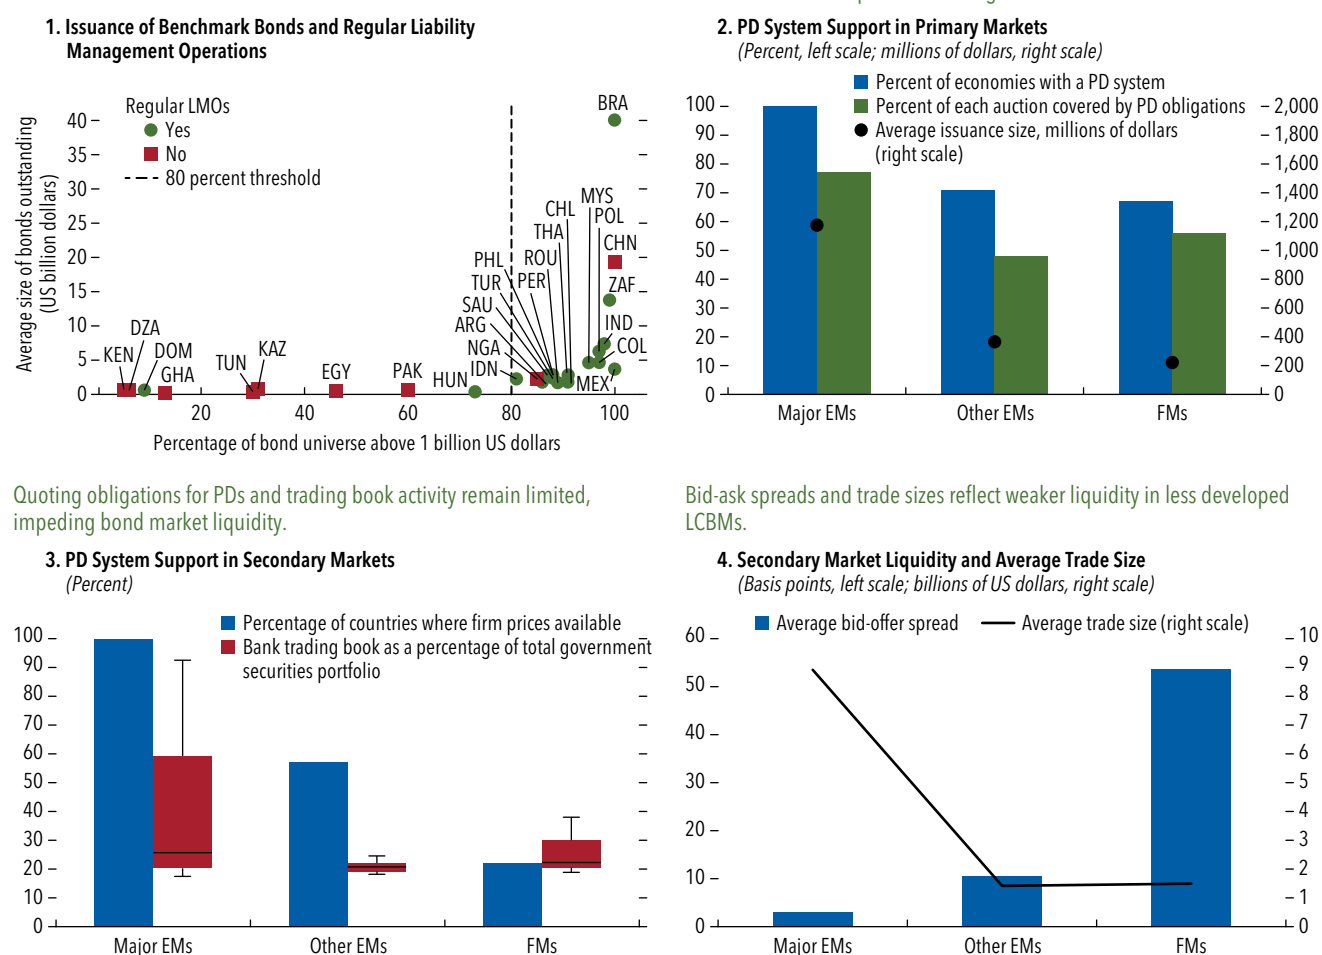 1. Issuance of Benchmark Bonds and Regular Liability
Management Operations
Regular LMOs
Yes
No
80 percent threshold
Average size of bonds outstanding
(US billion dollars)
40
35
30
25
20
15
10
5
0
BRA
MYS
CHL
POL
THA
CHN
PHL
ROU
TUR
PER
ZAF
SAU
ARG
IND
NGA
COL
IDN
HUN
MEX
DZA
KEN
DOM
GHA
TUN
KAZ
EGY
PAK
20
40
60
80
100
Percentage of bond universe above 1 billion US dollars
2. PD System Support in Primary Markets
(Percent, left scale; millions of dollars, right scale)
Percent of economies with a PD system
Percent of each auction covered by PD obligations
Average issuance size, millions of dollars
(right scale)
100
90
80
70
60
50
40
30
20
10
0
2,000
1,800
1,600
1,400
1,200
1,000
800
600
400
200
0
Major EMs
Other EMs
FMs
Quoting obligations for PDs and trading book activity remain limited,
impeding bond market liquidity.
3. PD System Support in Secondary Markets
(Percent)
Percentage of countries where firm prices available
Bank trading book as a percentage of total government
securities portfolio
100
90
80
70
60
50
40
30
20
10
0
Major EMs
Other EMs
FMs
Bid-ask spreads and trade sizes reflect weaker liquidity in less developed
LCBMs.
4. Secondary Market Liquidity and Average Trade Size
(Basis points, left scale; billions of US dollars, right scale)
Average bid-offer spread
Average trade size (right scale)
60
50
40
30
20
10
0
10
9
8
7
6
5
4
3
2
1
0
Major EMs
Other EMs
FMs